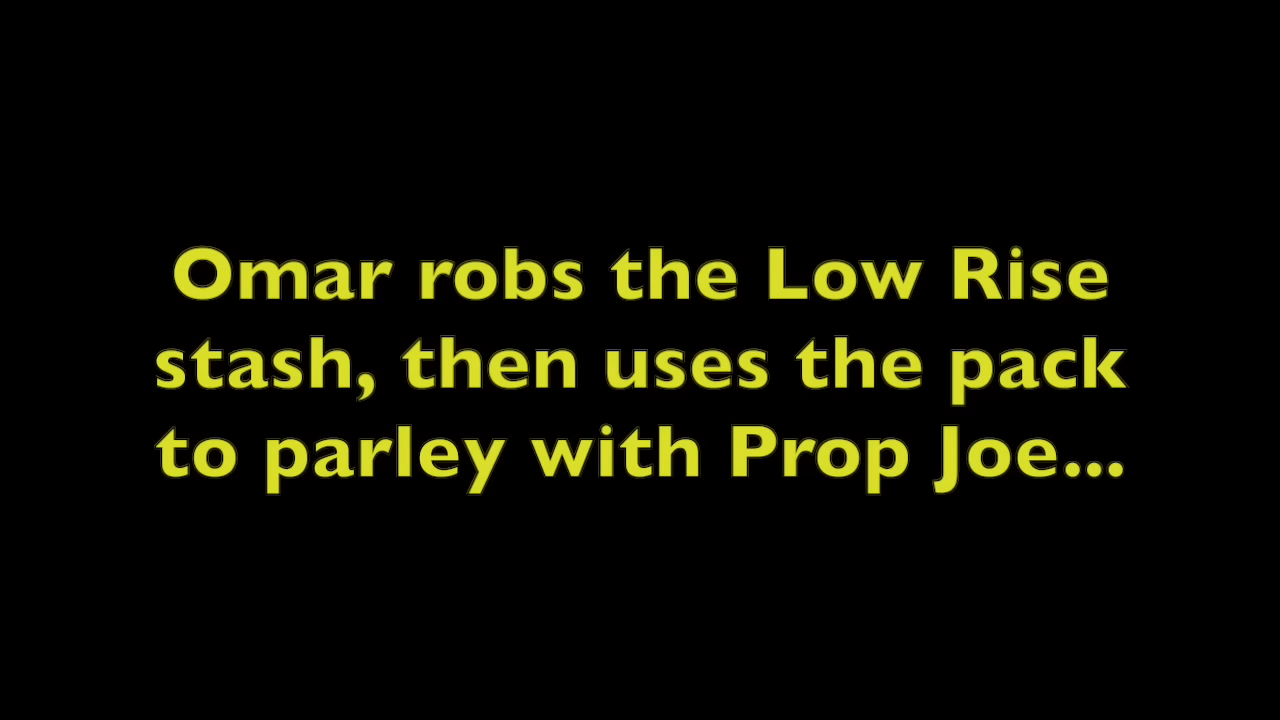 Omar robs the Low Rise
stash, then uses the pack
to parley with Prop Joe...